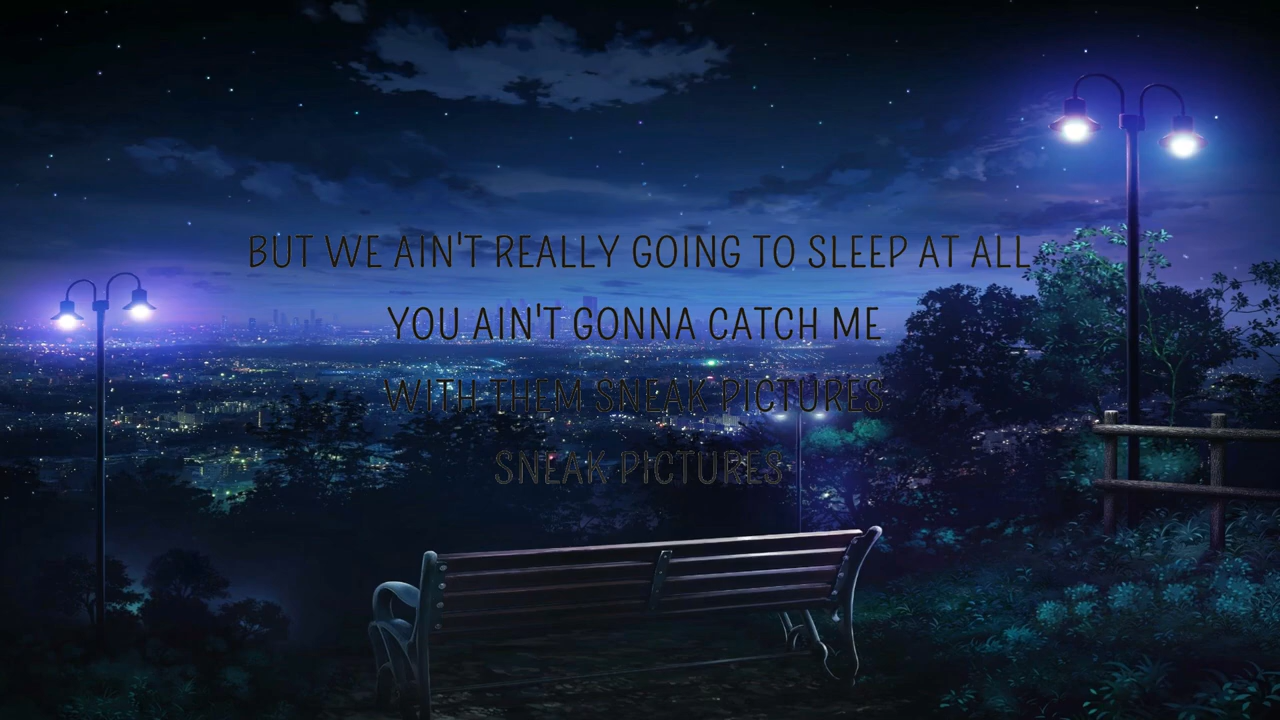 BUT WE AIN'T REALLY GOING TO SLEEP AT ALL
YOU AIN'T GONNA CATCH ME
WITH THEM SNEAK PICTURES
SNEAK PICTURES